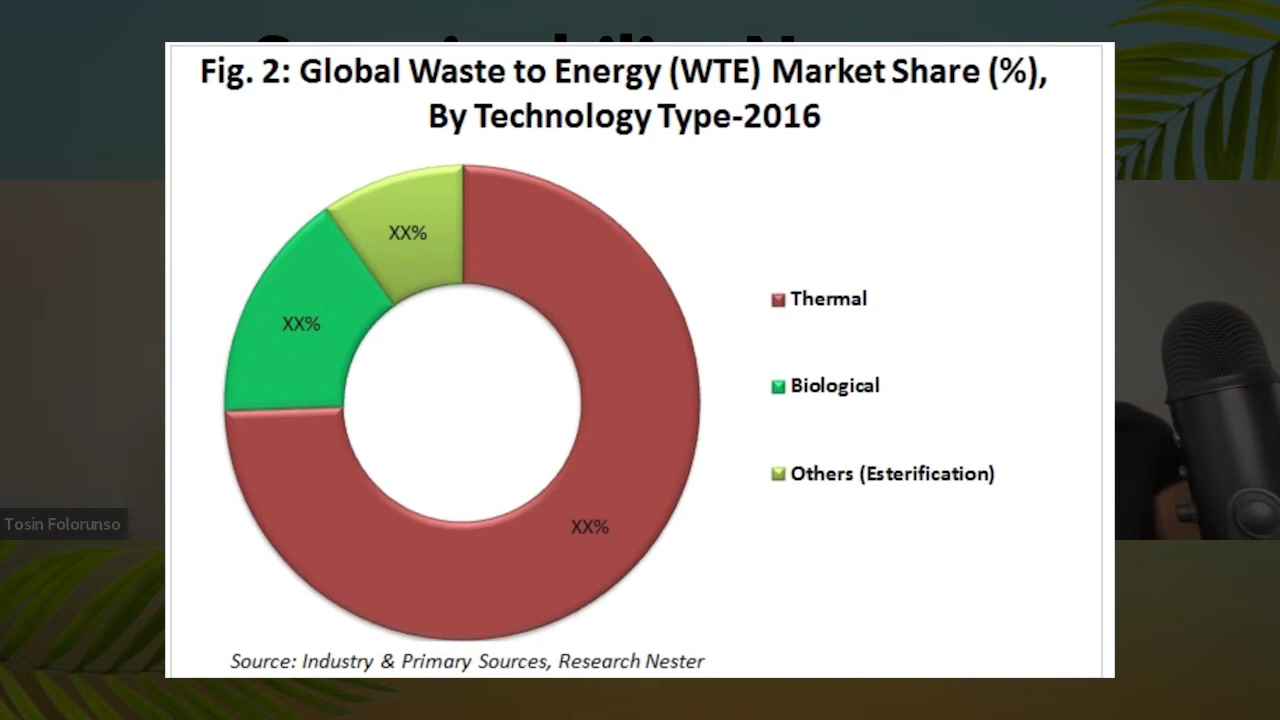 Fig. 2: Global Waste to Energy (WTE) Market Share (%),
By Technology Type-2016
XX%
XX%
XX%
Thermal
Biological
Others (Esterification)
Tosin Folorunso
Source: Industry & Primary Sources, Research Nester